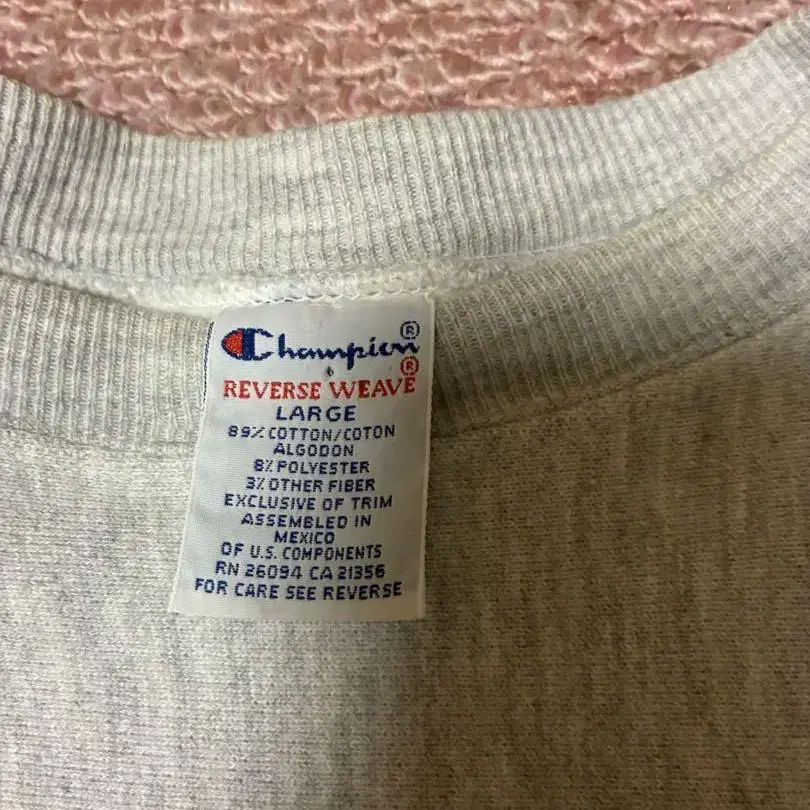 Champion®
REVERSE WEAVE®
LARGE
89% COTTON/COTON
ALGODON
8% POLYESTER
3% OTHER FIBER
EXCLUSIVE OF TRIM
ASSEMBLED IN
MEXICO
OF U.S. COMPONENTS
RN 26094 CA 21356
FOR CARE SEE REVERSE